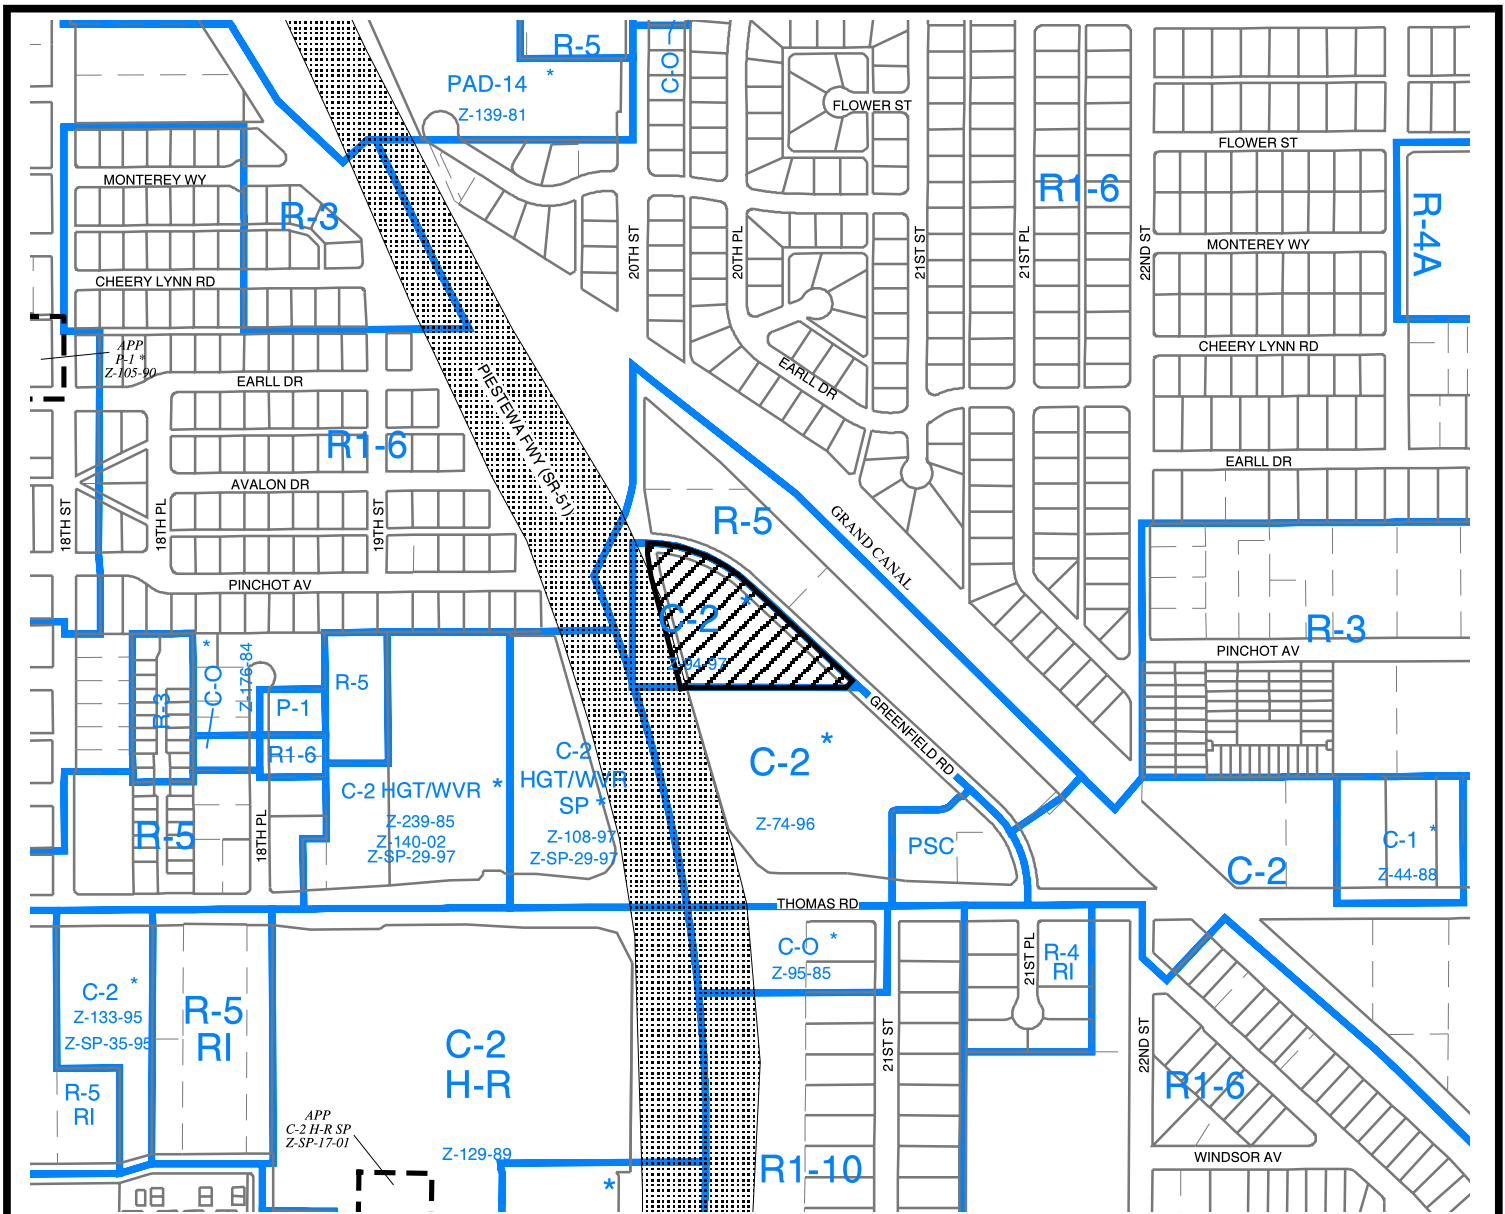 R-5
C-O
PAD-14 *
Z-139-81
FLOWER ST
FLOWER ST
MONTEREY WY
R-3
R1-6
R-4A
20TH ST
20TH PL
21ST ST
21ST PL
22ND ST
MONTEREY WY
CHEERY LYNN RD
APP
P-1 *
Z-105-90
CHEERY LYNN RD
EARLL DR
EARLL DR
PIESTEWA FWY (SR-51)
R1-6
EARLL DR
AVALON DR
18TH ST
18TH PL
19TH ST
R-5
GRAND CANAL
PINCHOT AV
C-2 *
Z-94-97
R-3
PINCHOT AV
R-3
*
C-O
Z-176-84
R-5
P-1
R1-6
GREENFIELD RD
C-2 *
Z-74-96
C-2
HGT/WVR
SP *
Z-108-97
Z-SP-29-97
C-2 HGT/WVR *
Z-239-85
Z-140-02
Z-SP-29-97
R-5
18TH PL
PSC
C-2
C-1 *
Z-44-88
THOMAS RD
C-O *
Z-95-85
21ST PL
R-4
RI
C-2 *
Z-133-95
Z-SP-35-95
R-5
RI
C-2
H-R
21ST ST
22ND ST
R-5
RI
R1-6
APP
C-2 H-R SP
Z-SP-17-01
Z-129-89
WINDSOR AV
R1-10
*